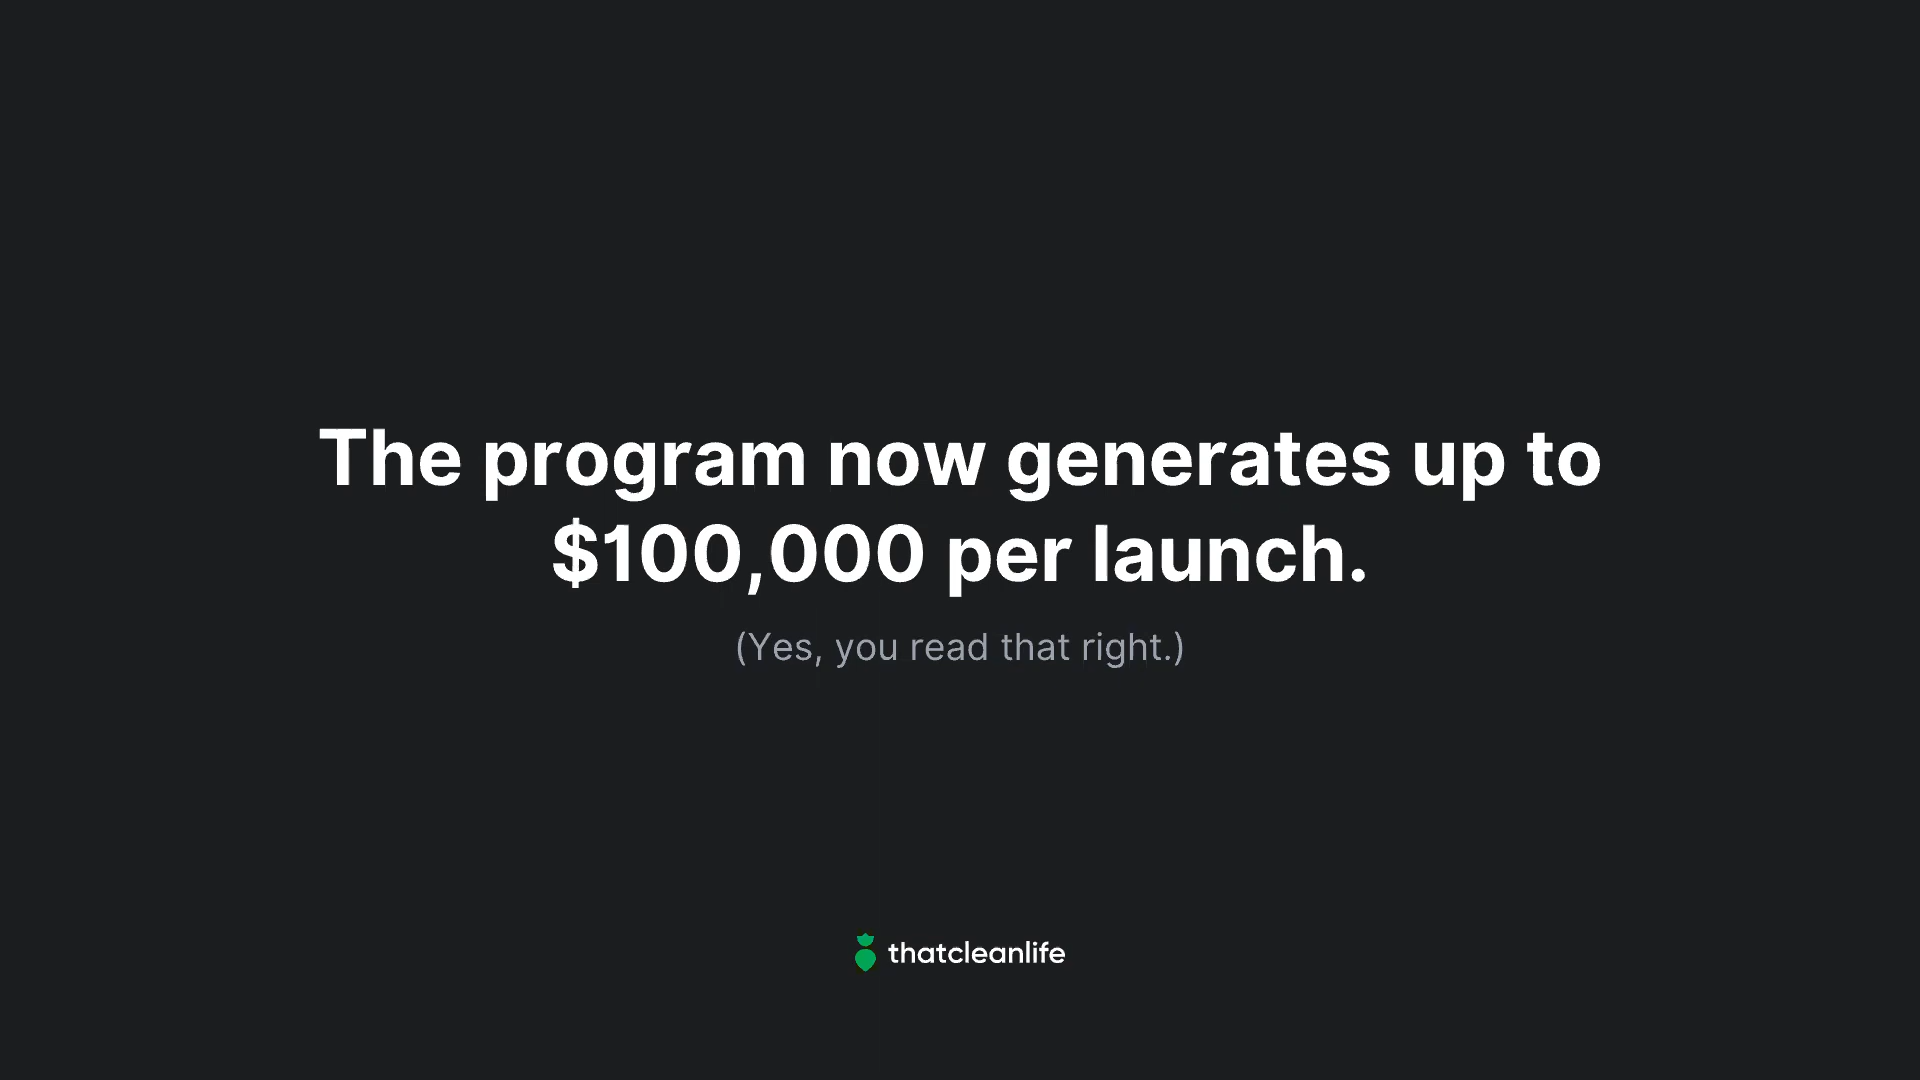 The program now generates up to
$100,000 per launch.
(Yes, you read that right.)
thatcleanlife